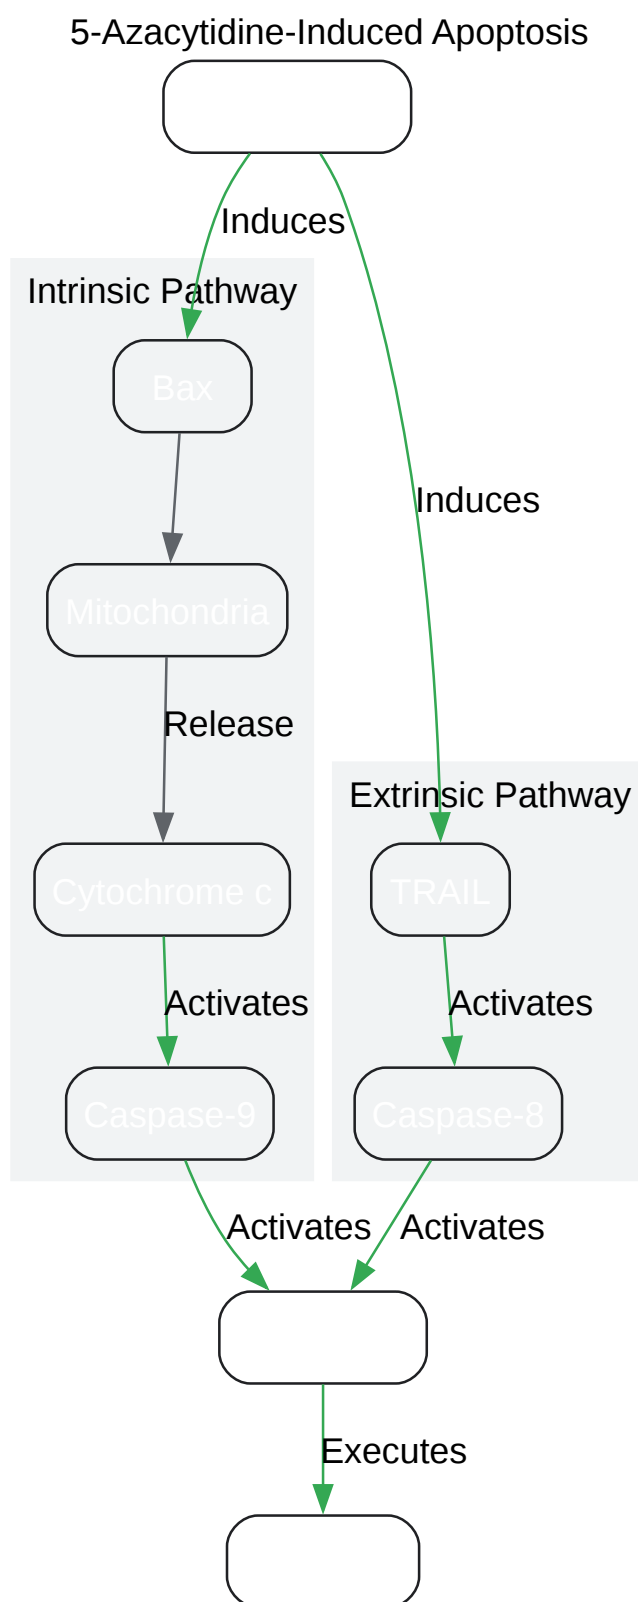 5-Azacytidine-Induced Apoptosis
Induces
Intrinsic Pathway
Bax
Induces
Mitochondria
Release
Extrinsic Pathway
Cytochrome c
TRAIL
Activates
Activates
Caspase-9
Caspase-8
Activates
Activates
Executes